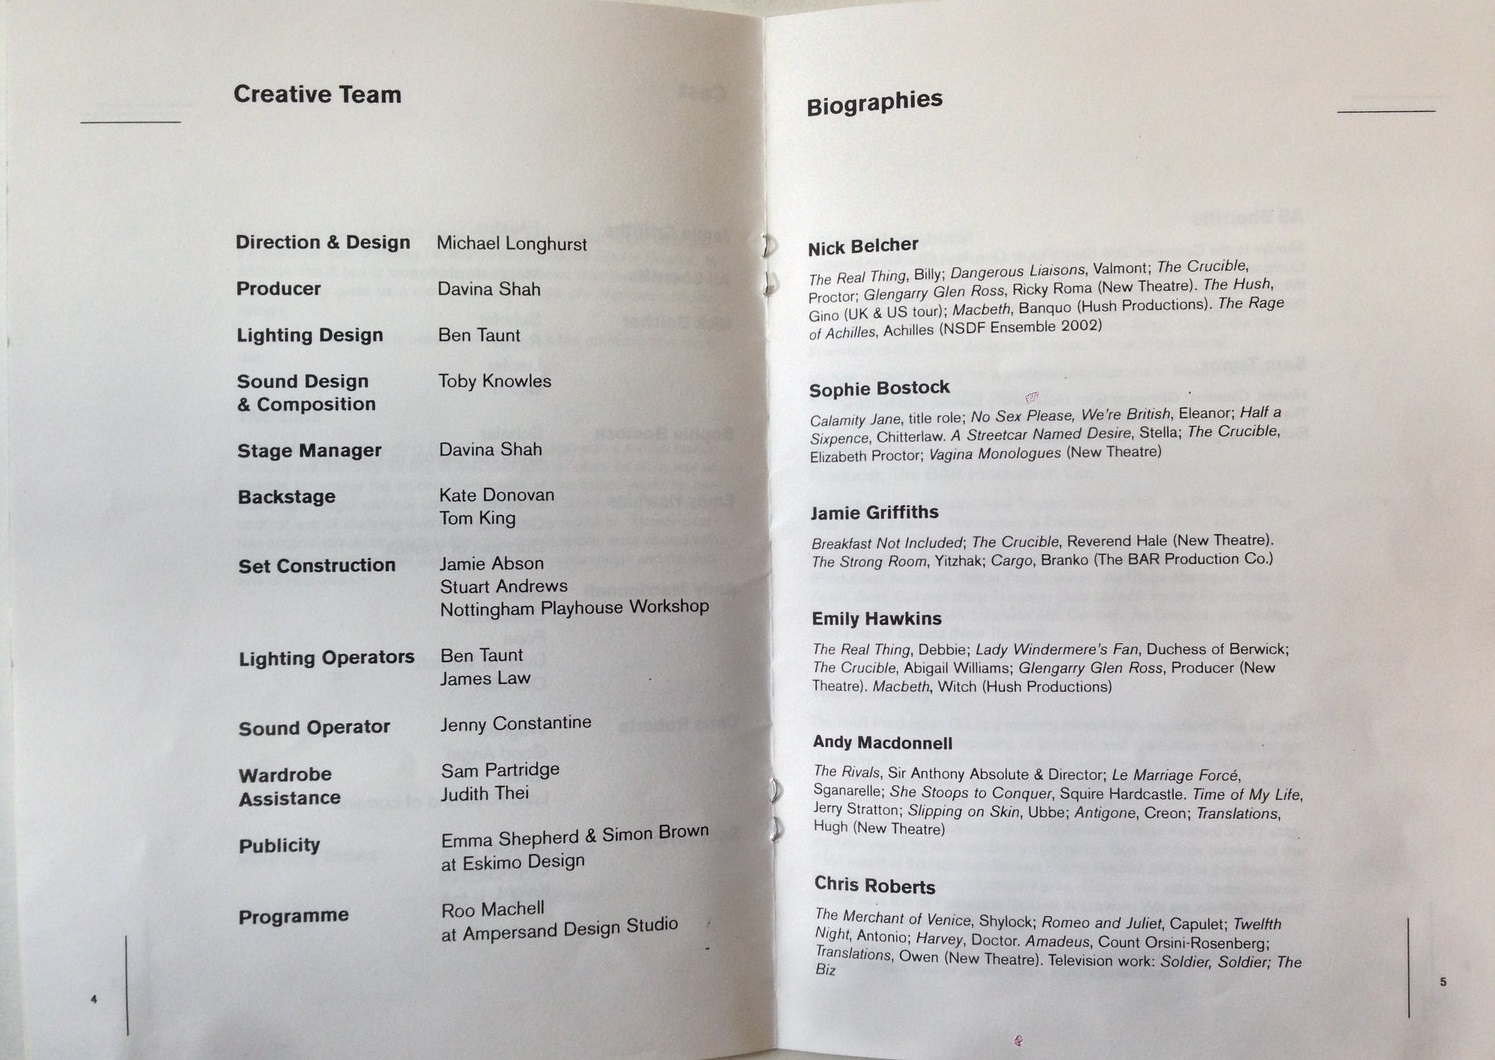 Creative Team
Direction & Design Michael Longhurst
Producer Davina Shah
Lighting Design Ben Taunt
Sound Design Toby Knowles
& Composition
Stage Manager Davina Shah
Backstage Kate Donovan
Tom King
Set Construction Jamie Abson
Stuart Andrews
Nottingham Playhouse Workshop
Lighting Operators Ben Taunt
James Law
Sound Operator Jenny Constantine
Wardrobe Sam Partridge
Assistance Judith Thei
Publicity Emma Shepherd & Simon Brown
at Eskimo Design
Programme Roo Machell
at Ampersand Design Studio
4
Biographies
Nick Belcher
The Real Thing, Billy; Dangerous Liaisons, Valmont; The Crucible,
Proctor; Glengarry Glen Ross, Ricky Roma (New Theatre). The Hush,
Gino (UK & US tour); Macbeth, Banquo (Hush Productions). The Rage
of Achilles, Achilles (NSDF Ensemble 2002)
Sophie Bostock
Calamity Jane, title role; No Sex Please, We're British, Eleanor; Half a
Sixpence, Chitterlaw. A Streetcar Named Desire, Stella; The Crucible,
Elizabeth Proctor; Vagina Monologues (New Theatre)
Jamie Griffiths
Breakfast Not Included; The Crucible, Reverend Hale (New Theatre).
The Strong Room, Yitzhak; Cargo, Branko (The BAR Production Co.)
Emily Hawkins
The Real Thing, Debbie; Lady Windermere's Fan, Duchess of Berwick;
The Crucible, Abigail Williams; Glengarry Glen Ross, Producer (New
Theatre). Macbeth, Witch (Hush Productions)
Andy Macdonnell
The Rivals, Sir Anthony Absolute & Director; Le Marriage Forcé,
Sganarelle; She Stoops to Conquer, Squire Hardcastle. Time of My Life,
Jerry Stratton; Slipping on Skin, Ubbe; Antigone, Creon; Translations,
Hugh (New Theatre)
Chris Roberts
The Merchant of Venice, Shylock; Romeo and Juliet, Capulet; Twelfth
Night, Antonio; Harvey, Doctor. Amadeus, Count Orsini-Rosenberg;
Translations, Owen (New Theatre). Television work: Soldier, Soldier; The
Biz
5